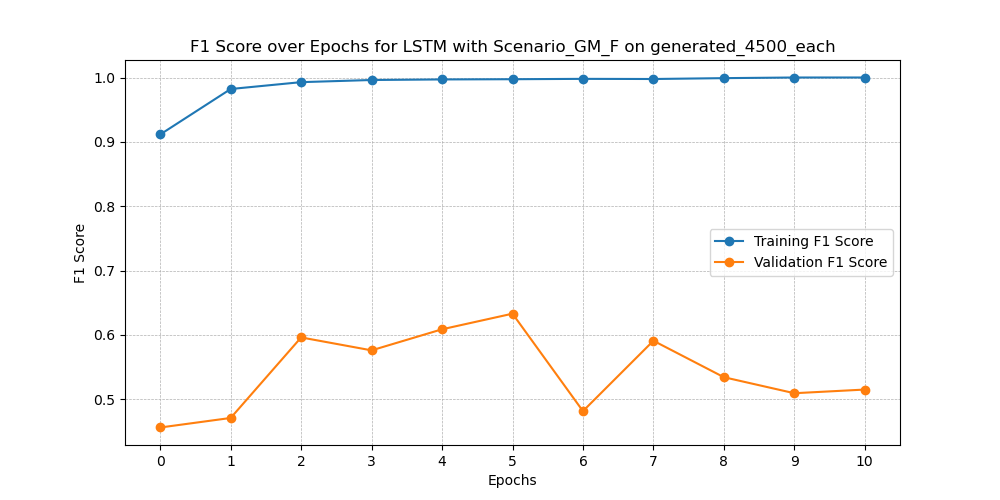 F1 Score over Epochs for LSTM with Scenario_GM_F on generated_4500_each
F1 Score
1.0
0.9
0.8
0.7
0.6
0.5
Training F1 Score
Validation F1 Score
0 1 2 3 4 5 6 7 8 9 10
Epochs